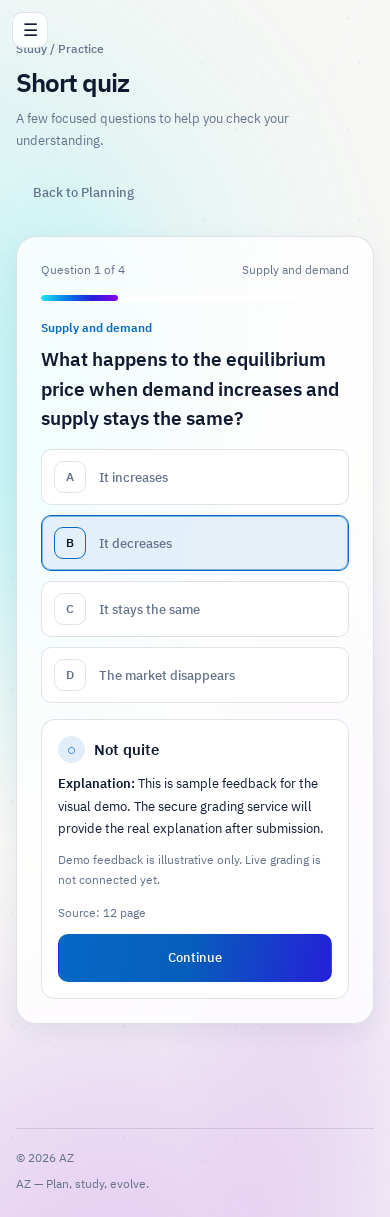 ☰
Study / Practice
Short quiz
A few focused questions to help you check your
understanding.
Back to Planning
Question 1 of 4
Supply and demand
Supply and demand
What happens to the equilibrium
price when demand increases and
supply stays the same?
A It increases
B It decreases
C It stays the same
D The market disappears
○ Not quite
Explanation: This is sample feedback for the
visual demo. The secure grading service will
provide the real explanation after submission.
Demo feedback is illustrative only. Live grading is
not connected yet.
Source: 12 page
Continue
© 2026 AZ
AZ — Plan, study, evolve.